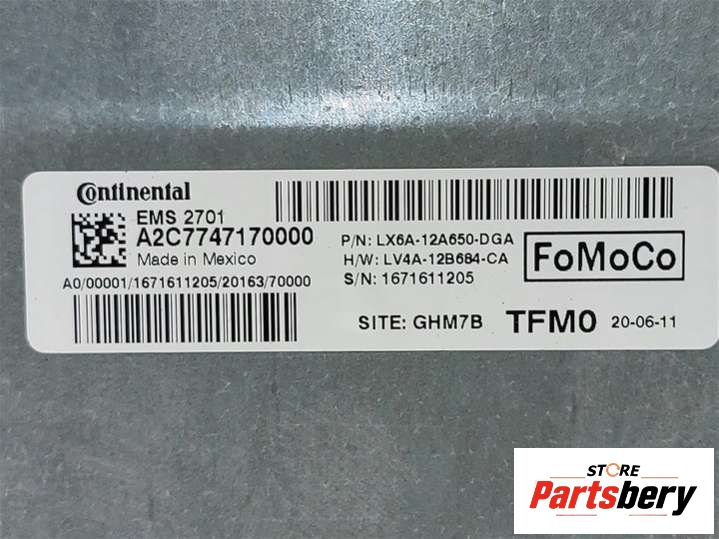 Continental
EMS 2701
A2C7747170000
Made in Mexico
A0/00001/1671611205/20163/70000
P/N: LX6A-12A650-DGA
H/W: LV4A-12B684-CA
S/N: 1671611205
FoMoCo
SITE: GHM7B TFM0 20-06-11
STORE
Partsbery